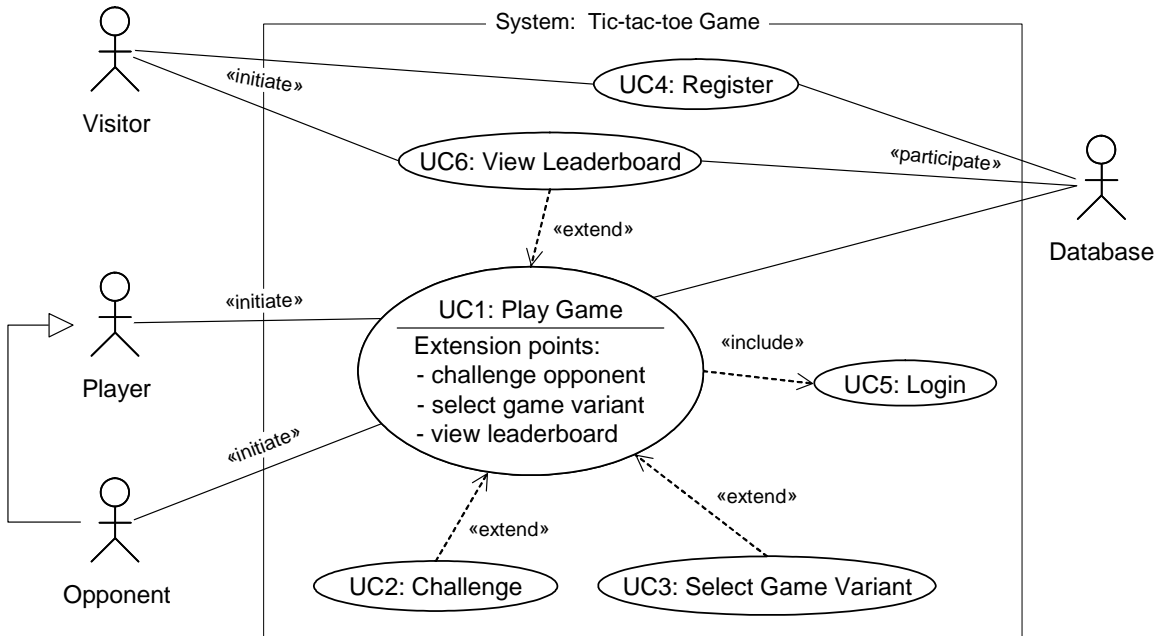 System: Tic-tac-toe Game
«initiate»
UC4: Register
Visitor
UC6: View Leaderboard
«participate»
«extend»
Database
«initiate»
UC1: Play Game
Extension points:
- challenge opponent
- select game variant
- view leaderboard
«include»
UC5: Login
Player
«initiate»
«extend»
«extend»
UC2: Challenge
UC3: Select Game Variant
Opponent